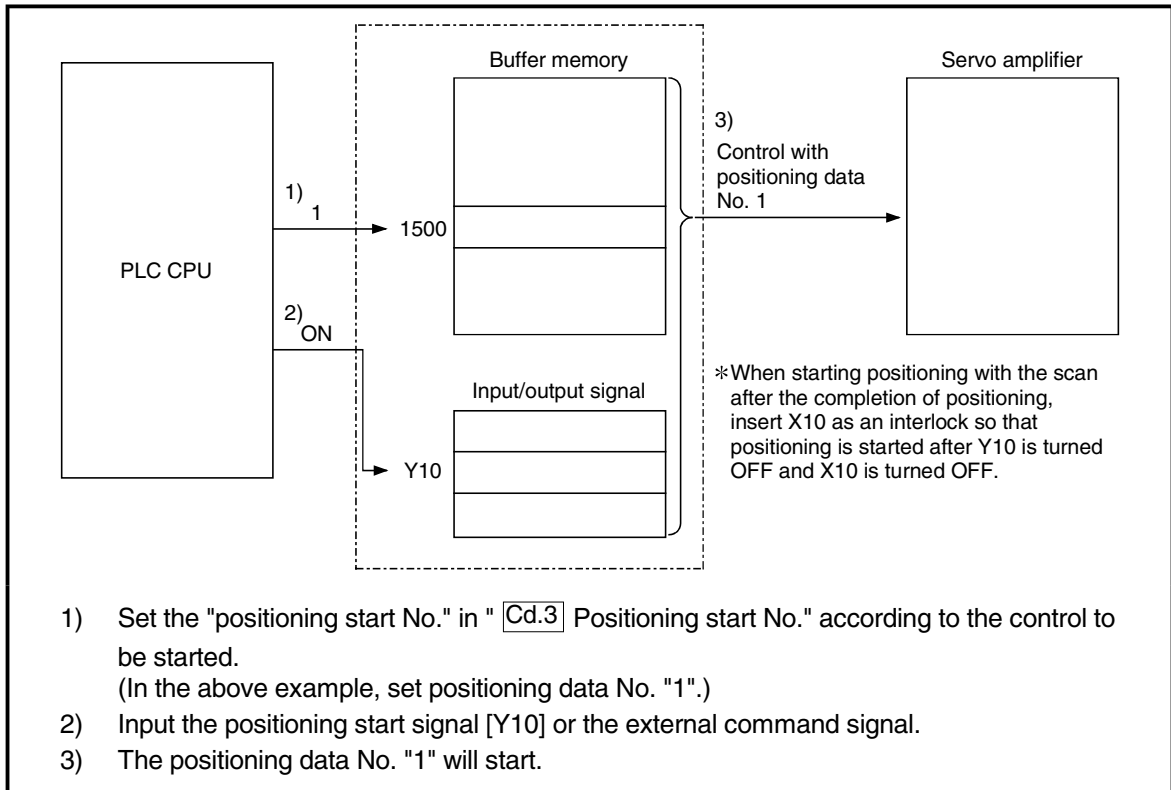 Buffer memory
Servo amplifier
3)
Control with
positioning data
No. 1
1)
1
1500
PLC CPU
2)
ON
Input/output signal
Y10
*When starting positioning with the scan
after the completion of positioning,
insert X10 as an interlock so that
positioning is started after Y10 is turned
OFF and X10 is turned OFF.
1) Set the "positioning start No." in " Cd.3 Positioning start No." according to the control to
be started.
(In the above example, set positioning data No. "1".)
2) Input the positioning start signal [Y10] or the external command signal.
3) The positioning data No. "1" will start.